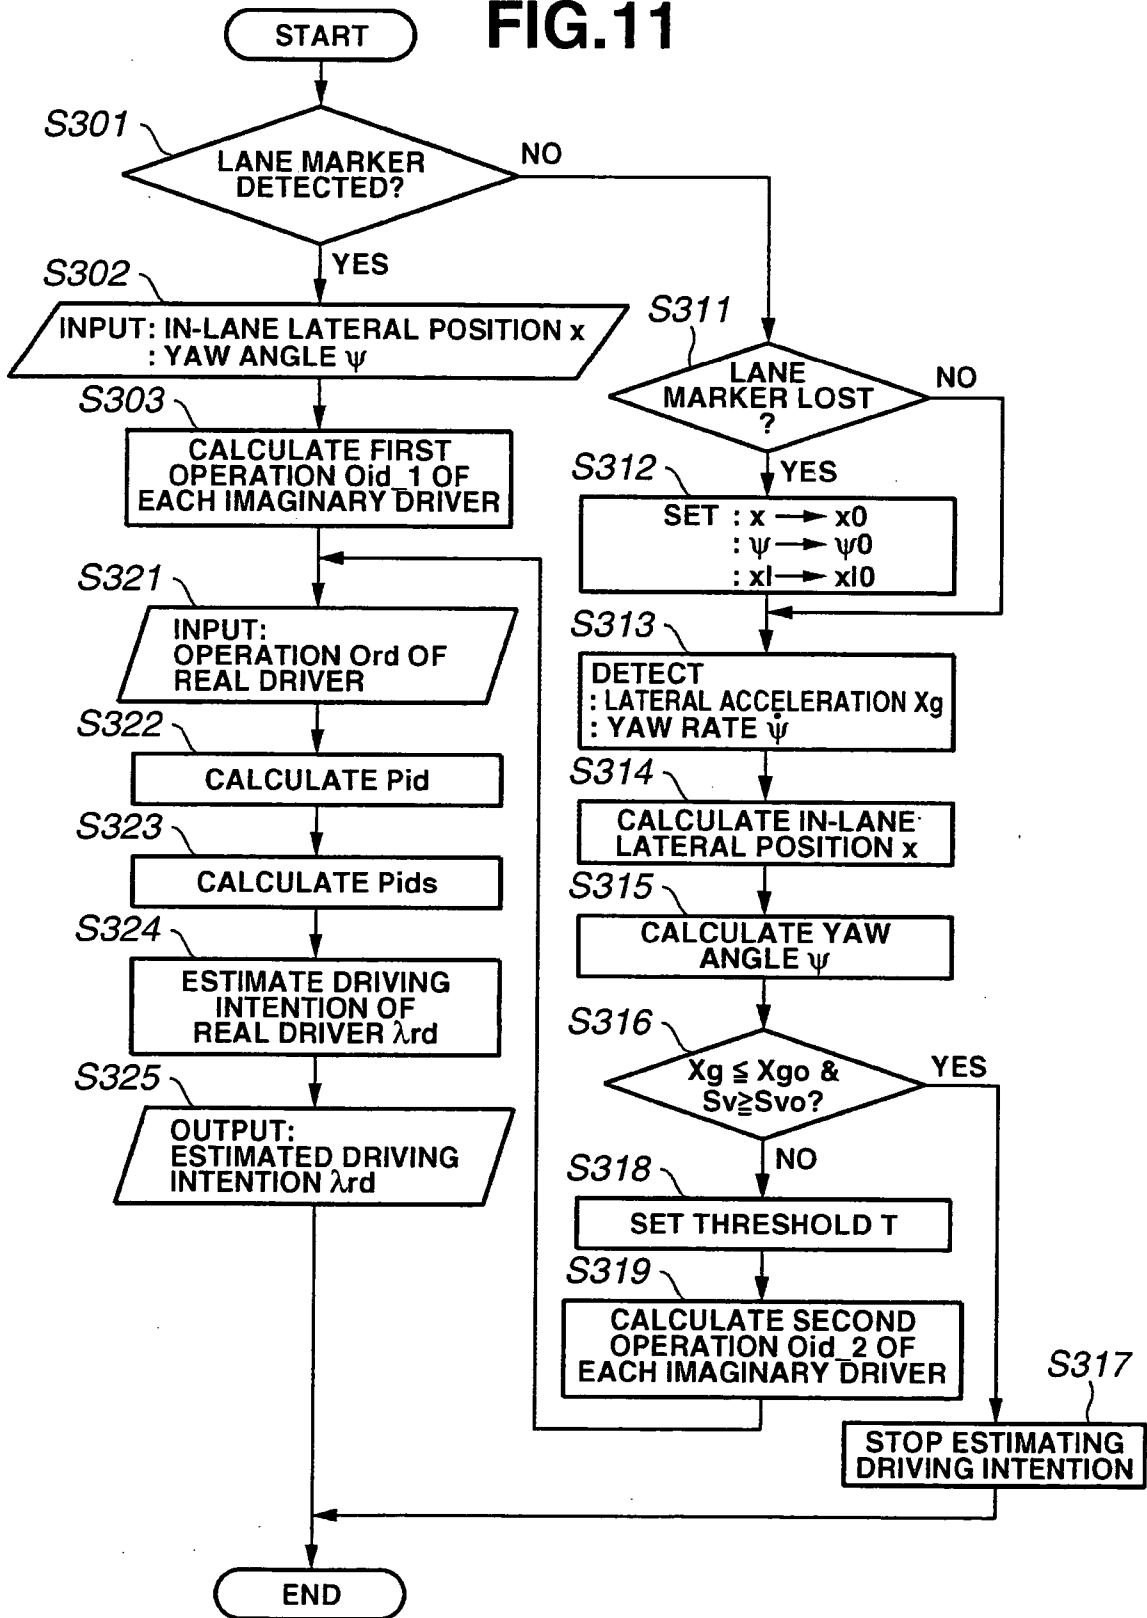 FIG.11
START
S301
LANE MARKER
DETECTED?
NO
YES
S302
INPUT: IN-LANE LATERAL POSITION x
: YAW ANGLE ψ
S303
CALCULATE FIRST
OPERATION Oid_1 OF
EACH IMAGINARY DRIVER
S321
INPUT:
OPERATION Ord OF
REAL DRIVER
S322
CALCULATE Pid
S323
CALCULATE Pids
S324
ESTIMATE DRIVING
INTENTION OF
REAL DRIVER λrd
S325
OUTPUT:
ESTIMATED DRIVING
INTENTION λrd
S311
LANE
MARKER LOST
?
NO
YES
S312
SET : x → x0
: ψ → ψ0
: xl → xl0
S313
DETECT
: LATERAL ACCELERATION Xg
: YAW RATE ψ̇
S314
CALCULATE IN-LANE
LATERAL POSITION x
S315
CALCULATE YAW
ANGLE ψ
S316
Xg ≦ Xgo &
Sv≧Svo?
YES
NO
S318
SET THRESHOLD T
S319
CALCULATE SECOND
OPERATION Oid_2 OF
EACH IMAGINARY DRIVER
S317
STOP ESTIMATING
DRIVING INTENTION
END